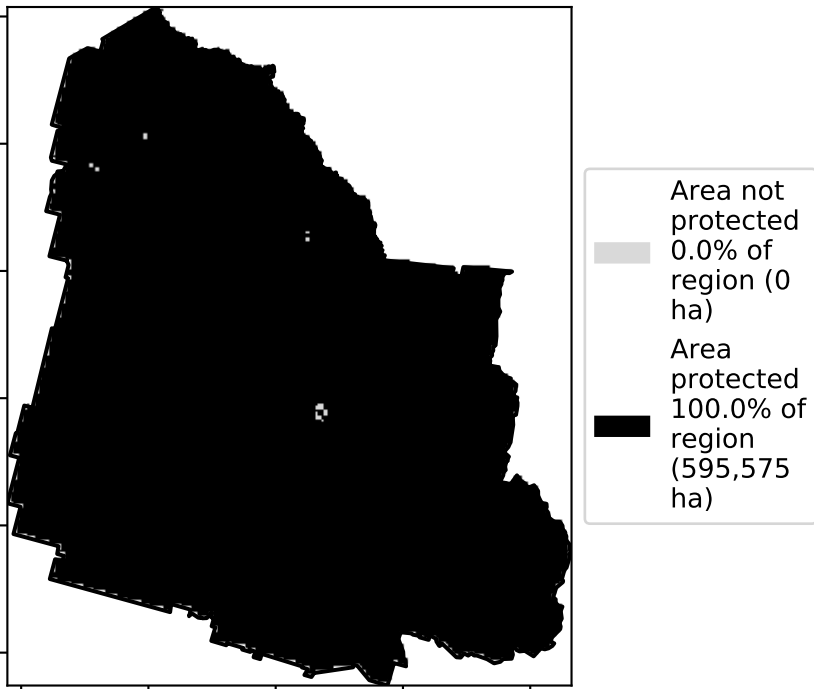 Area not
protected
0.0% of
region (0
ha)
Area
protected
100.0% of
region
(595,575
ha)